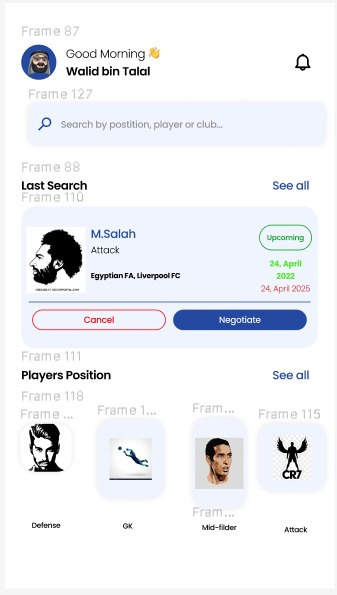 Frame 87
Good Morning 👋
Walid bin Talal
Frame 127
Search by postition, player or club...
Frame 88
Last Search
See all
Frame 110
M.Salah
Attack
Egyptian FA, Liverpool FC
Upcoming
24, April
2022
24, April 2025
Cancel
Negotiate
Frame 111
Players Position
See all
Frame 118
Frame ...
Frame 1...
Fram...
Frame 115
CR7
Fram...
Defense
GK
Mid-filder
Attack